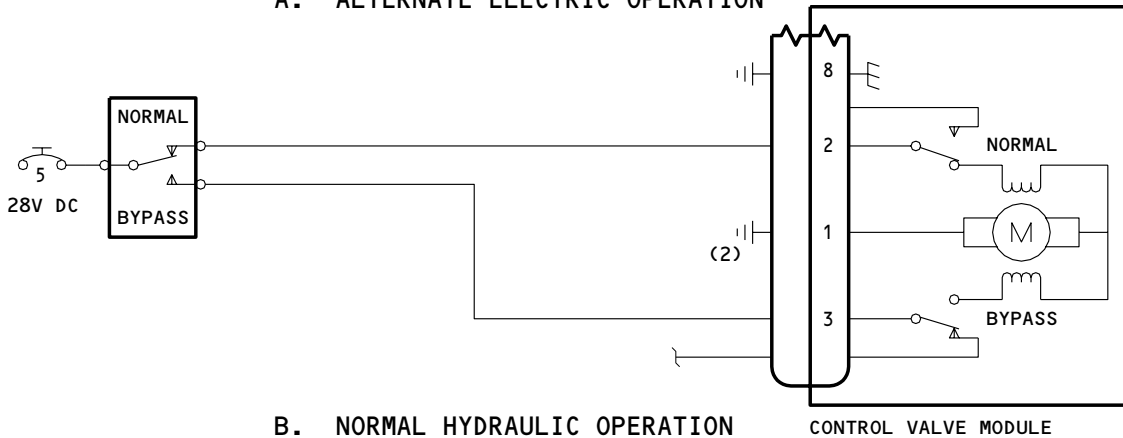 A. ALTERNATE ELECTRIC OPERATION
8
NORMAL
2
NORMAL
5
28V DC
BYPASS
1
M
(2)
3
BYPASS
B. NORMAL HYDRAULIC OPERATION
CONTROL VALVE MODULE